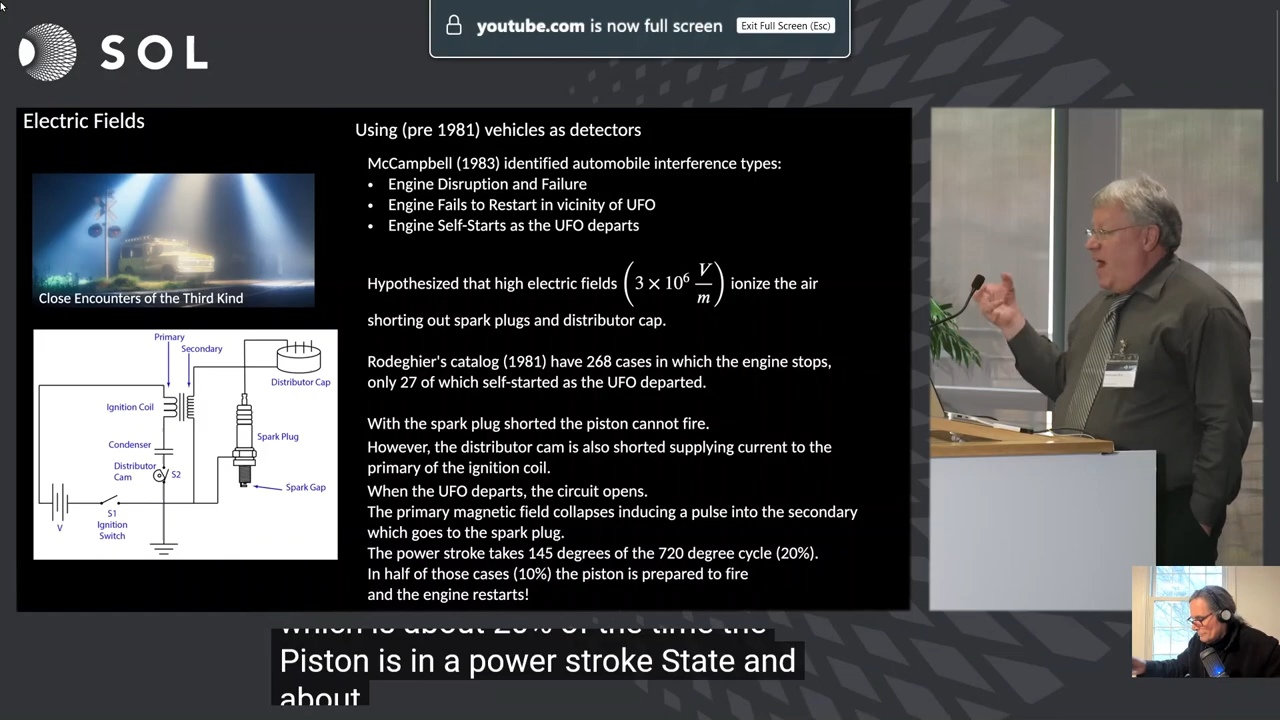 youtube.com is now full screen
Exit Full Screen (Esc)
SOL
Electric Fields
Close Encounters of the Third Kind
Primary
Secondary
Distributor Cap
Ignition Coil
Spark Plug
Condenser
Distributor
Cam
S2
Spark Gap
S1
V
Ignition
Switch
Using (pre 1981) vehicles as detectors
McCampbell (1983) identified automobile interference types:
• Engine Disruption and Failure
• Engine Fails to Restart in vicinity of UFO
• Engine Self-Starts as the UFO departs
Hypothesized that high electric fields (3 × 10⁶ V/m) ionize the air
shorting out spark plugs and distributor cap.
Rodeghier's catalog (1981) have 268 cases in which the engine stops,
only 27 of which self-started as the UFO departed.
With the spark plug shorted the piston cannot fire.
However, the distributor cam is also shorted supplying current to the
primary of the ignition coil.
When the UFO departs, the circuit opens.
The primary magnetic field collapses inducing a pulse into the secondary
which goes to the spark plug.
The power stroke takes 145 degrees of the 720 degree cycle (20%).
In half of those cases (10%) the piston is prepared to fire
and the engine restarts!
which is about 20% of the time the
Piston is in a power stroke State and
about